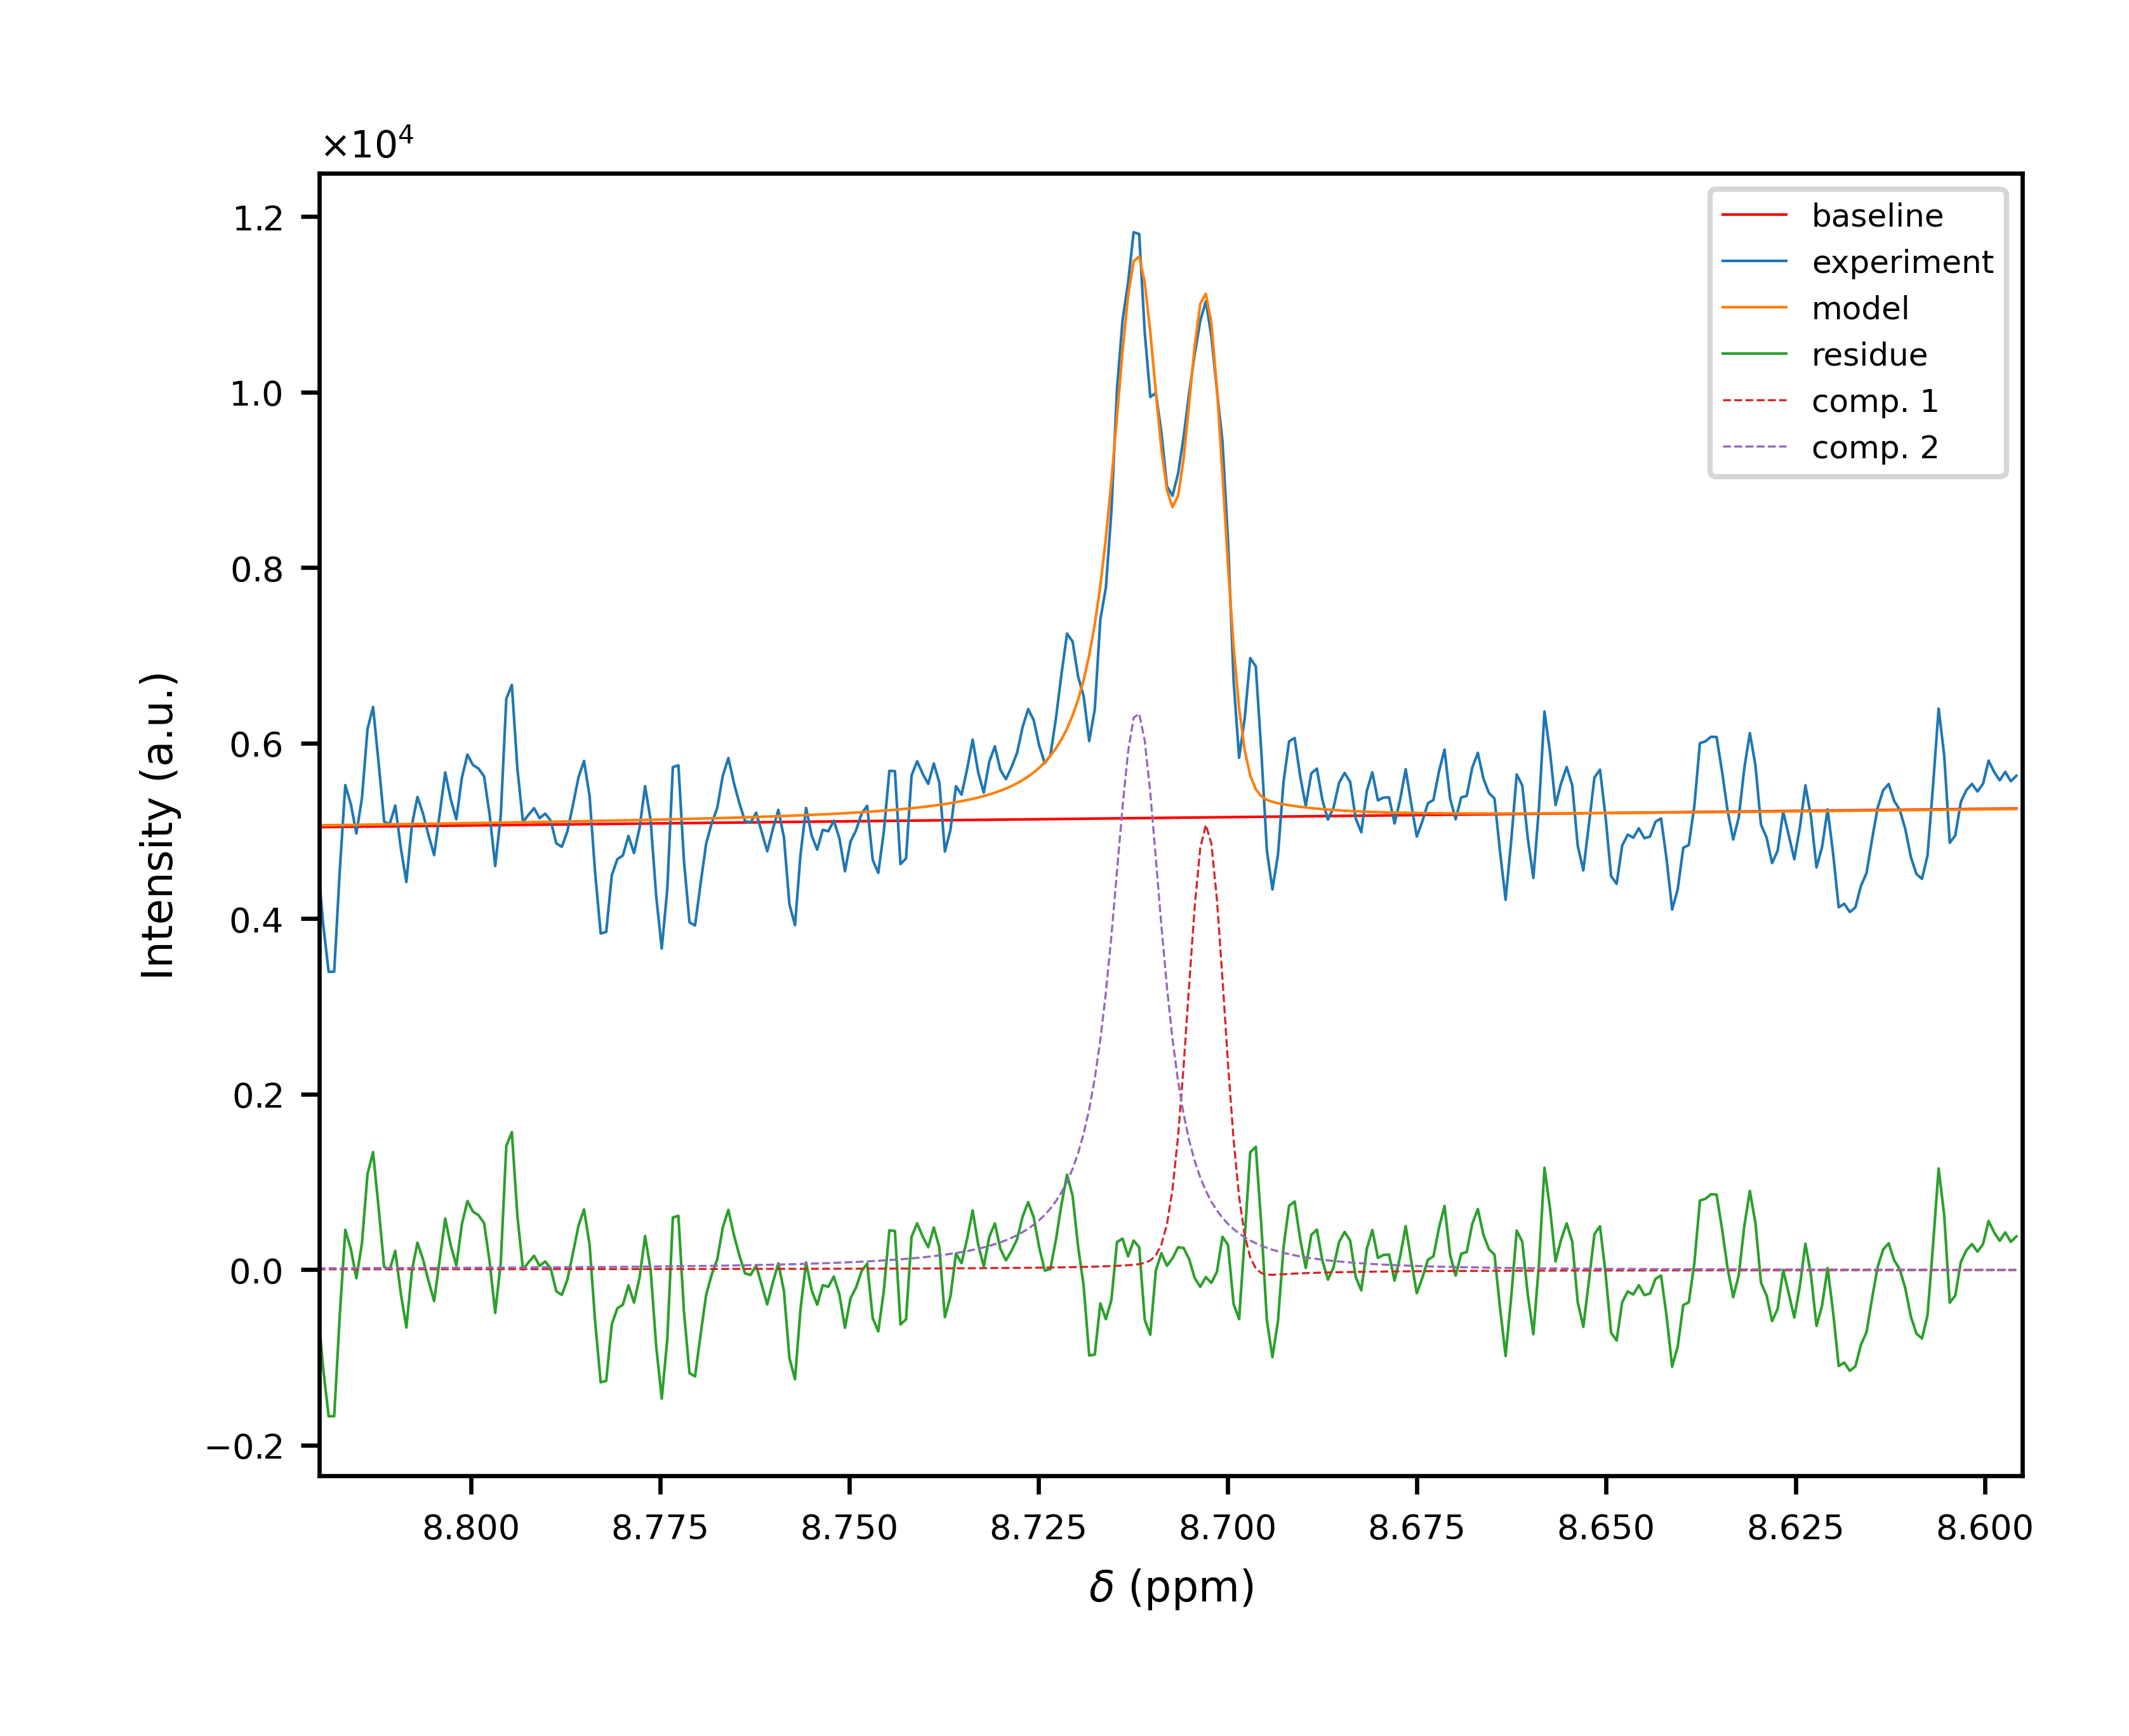 ×10⁴
1.2
1.0
0.8
0.6
0.4
0.2
0.0
−0.2
Intensity (a.u.)
baseline
experiment
model
residue
comp. 1
comp. 2
8.800 8.775 8.750 8.725 8.700 8.675 8.650 8.625 8.600
δ (ppm)